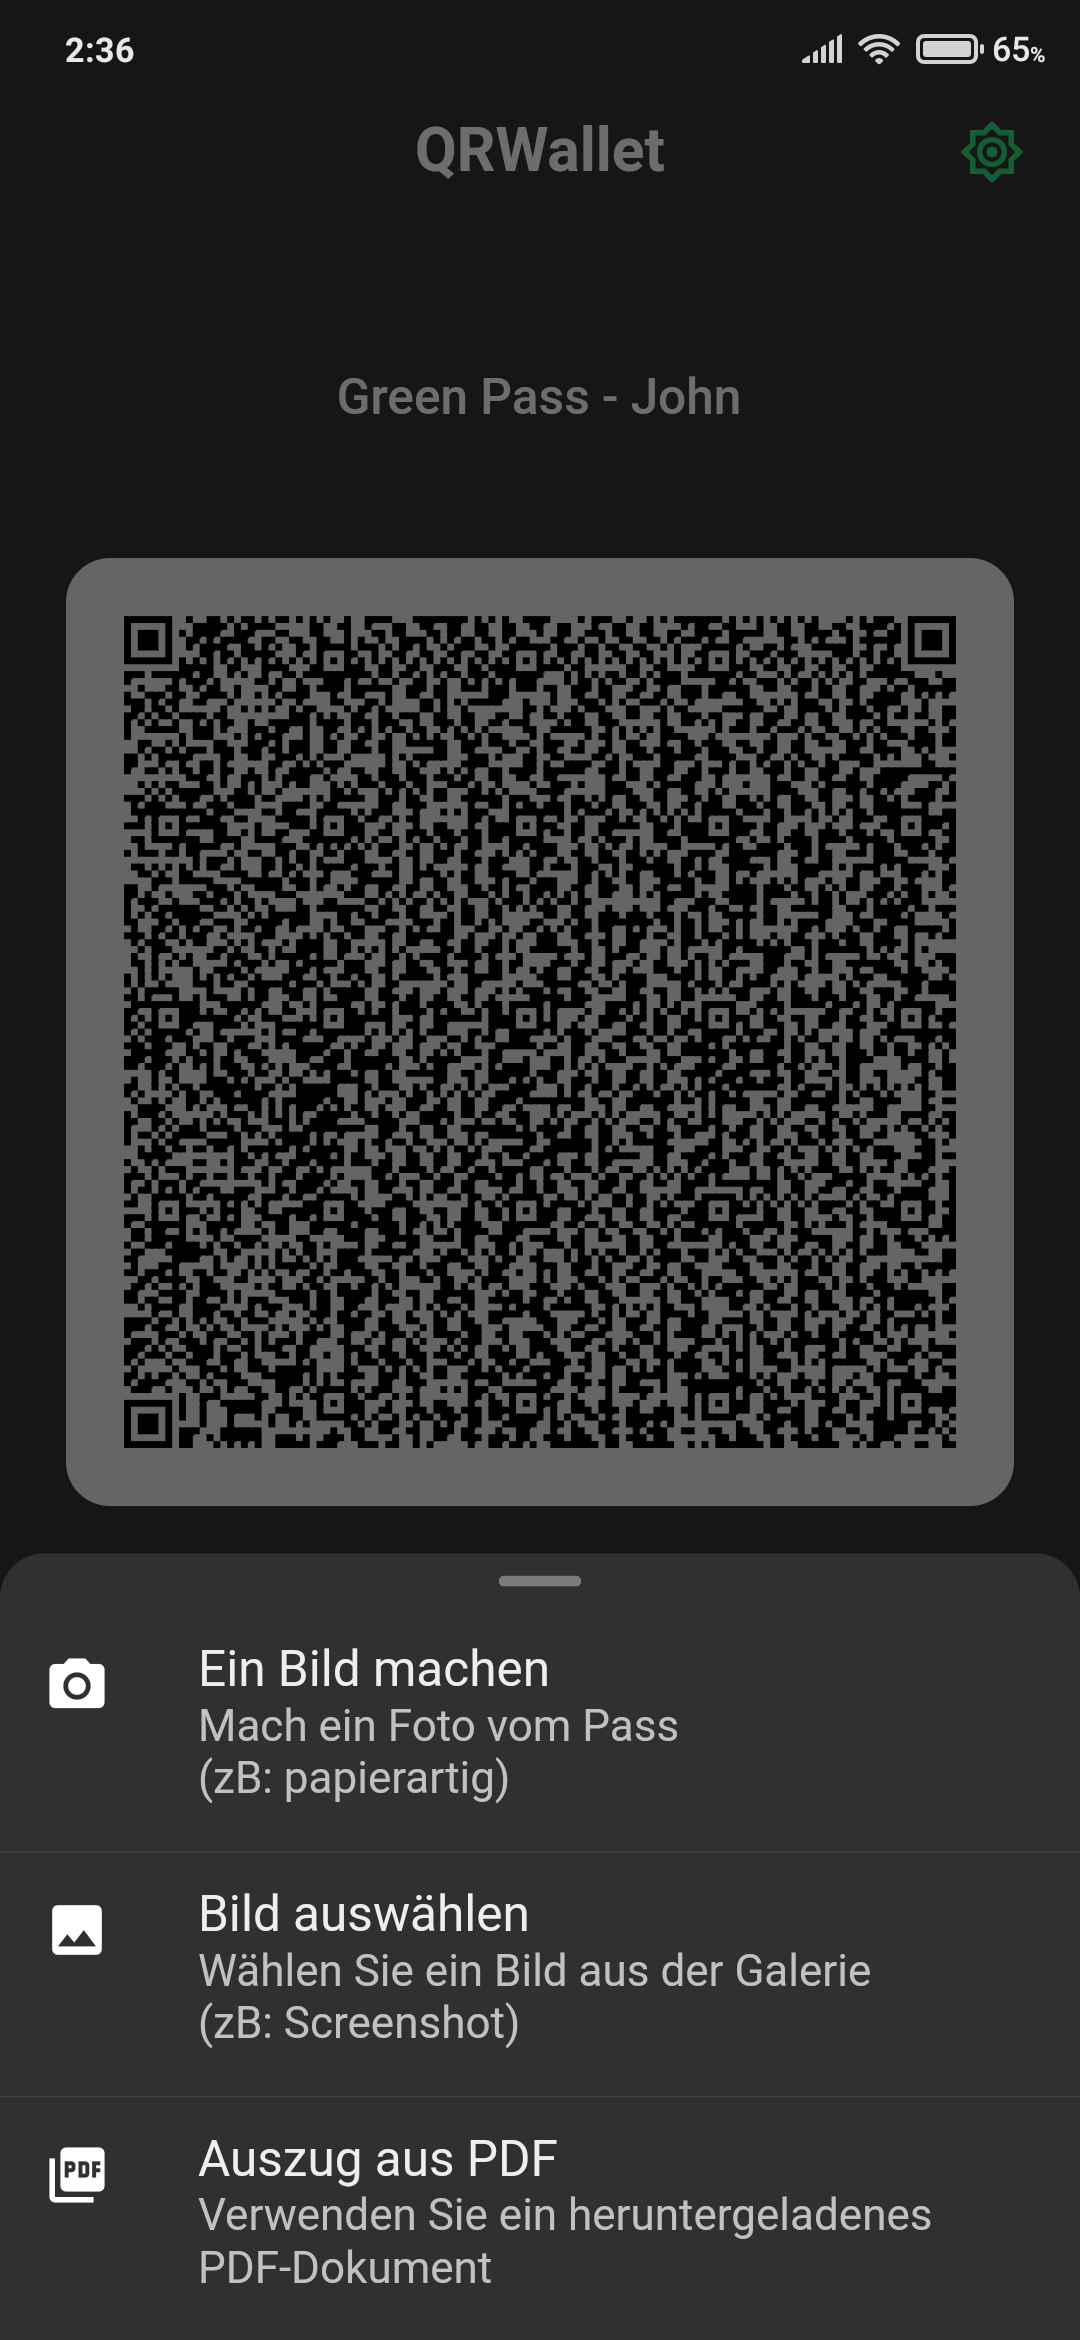 2:36
65%
QRWallet
Green Pass - John
Ein Bild machen
Mach ein Foto vom Pass
(zB: papierartig)
Bild auswählen
Wählen Sie ein Bild aus der Galerie
(zB: Screenshot)
PDF
Auszug aus PDF
Verwenden Sie ein heruntergeladenes
PDF-Dokument